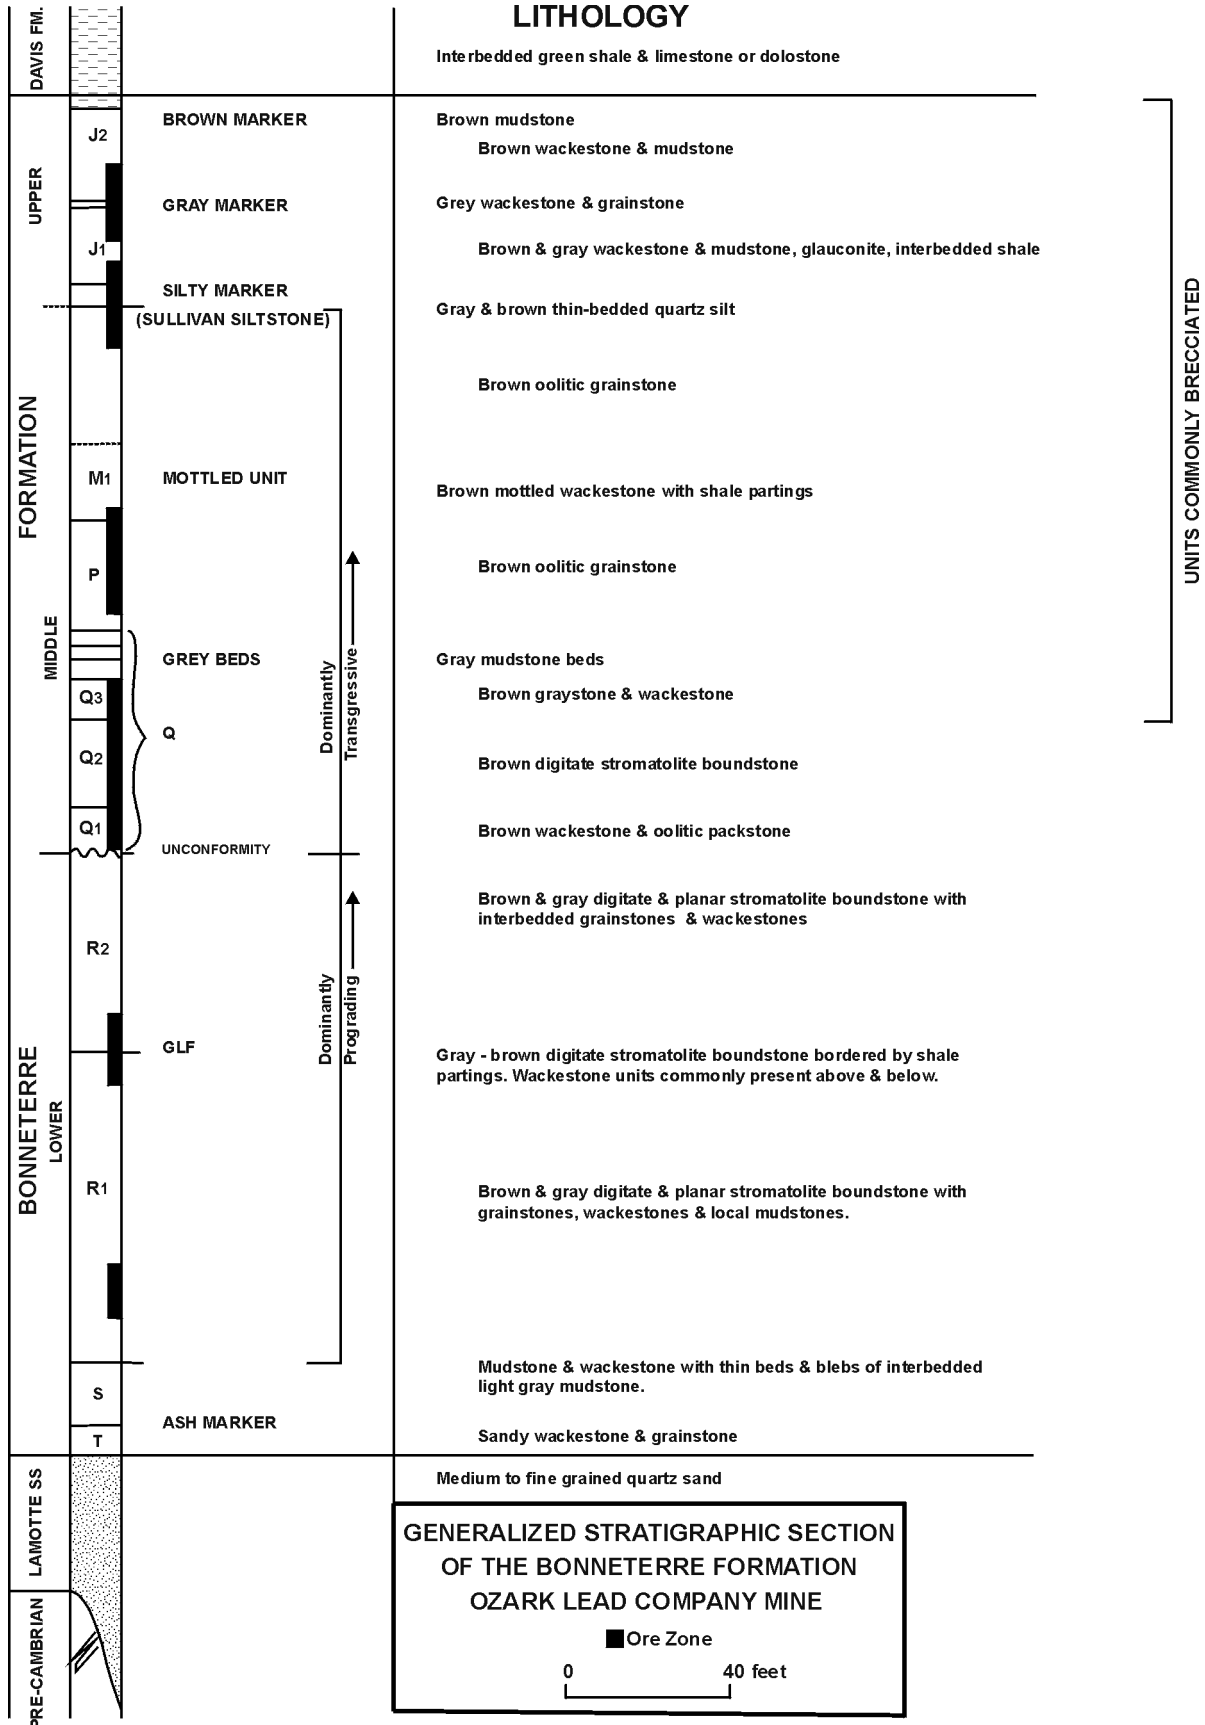 LITHOLOGY
DAVIS FM.
Interbedded green shale & limestone or dolostone
UPPER
J2
BROWN MARKER
Brown mudstone
Brown wackestone & mudstone
GRAY MARKER
Grey wackestone & grainstone
J1
Brown & gray wackestone & mudstone, glauconite, interbedded shale
SILTY MARKER
(SULLIVAN SILTSTONE)
Gray & brown thin-bedded quartz silt
UNITS COMMONLY BRECCIATED
Brown oolitic grainstone
FORMATION
M1
MOTTLED UNIT
Brown mottled wackestone with shale partings
P
Brown oolitic grainstone
MIDDLE
GREY BEDS
Gray mudstone beds
Q3
Brown graystone & wackestone
Q
Dominantly
Transgressive
Q2
Brown digitate stromatolite boundstone
Q1
Brown wackestone & oolitic packstone
UNCONFORMITY
Brown & gray digitate & planar stromatolite boundstone with
interbedded grainstones & wackestones
R2
Dominantly
Prograding
GLF
Gray - brown digitate stromatolite boundstone bordered by shale
partings. Wackestone units commonly present above & below.
BONNETERRE
LOWER
R1
Brown & gray digitate & planar stromatolite boundstone with
grainstones, wackestones & local mudstones.
Mudstone & wackestone with thin beds & blebs of interbedded
light gray mudstone.
S
ASH MARKER
T
Sandy wackestone & grainstone
LAMOTTE SS
Medium to fine grained quartz sand
PRE-CAMBRIAN
GENERALIZED STRATIGRAPHIC SECTION
OF THE BONNETERRE FORMATION
OZARK LEAD COMPANY MINE
Ore Zone
0 40 feet